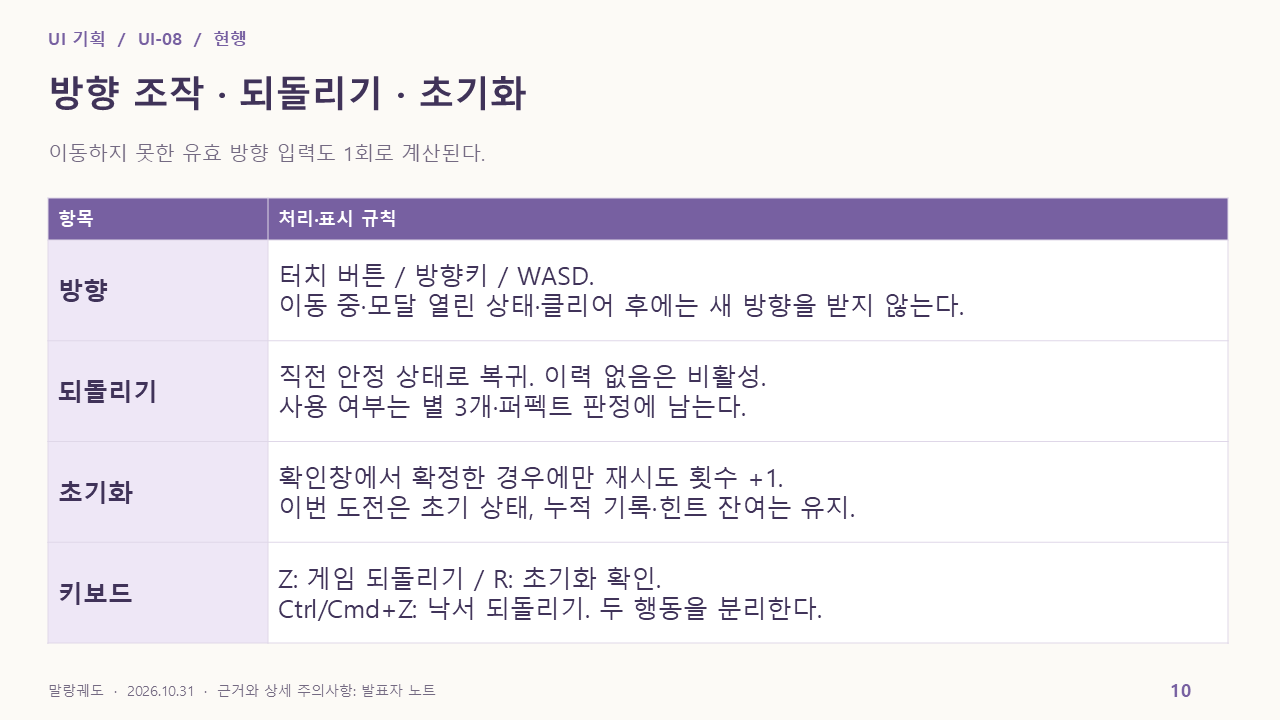 UI 기획 / UI-08 / 현행
방향 조작 · 되돌리기 · 초기화
이동하지 못한 유효 방향 입력도 1회로 계산된다.
항목
처리·표시 규칙
방향
터치 버튼 / 방향키 / WASD.
이동 중·모달 열린 상태·클리어 후에는 새 방향을 받지 않는다.
되돌리기
직전 안정 상태로 복귀. 이력 없음은 비활성.
사용 여부는 별 3개·퍼펙트 판정에 남는다.
초기화
확인창에서 확정한 경우에만 재시도 횟수 +1.
이번 도전은 초기 상태, 누적 기록·힌트 잔여는 유지.
키보드
Z: 게임 되돌리기 / R: 초기화 확인.
Ctrl/Cmd+Z: 낙서 되돌리기. 두 행동을 분리한다.
말랑궤도 · 2026.10.31 · 근거와 상세 주의사항: 발표자 노트
10